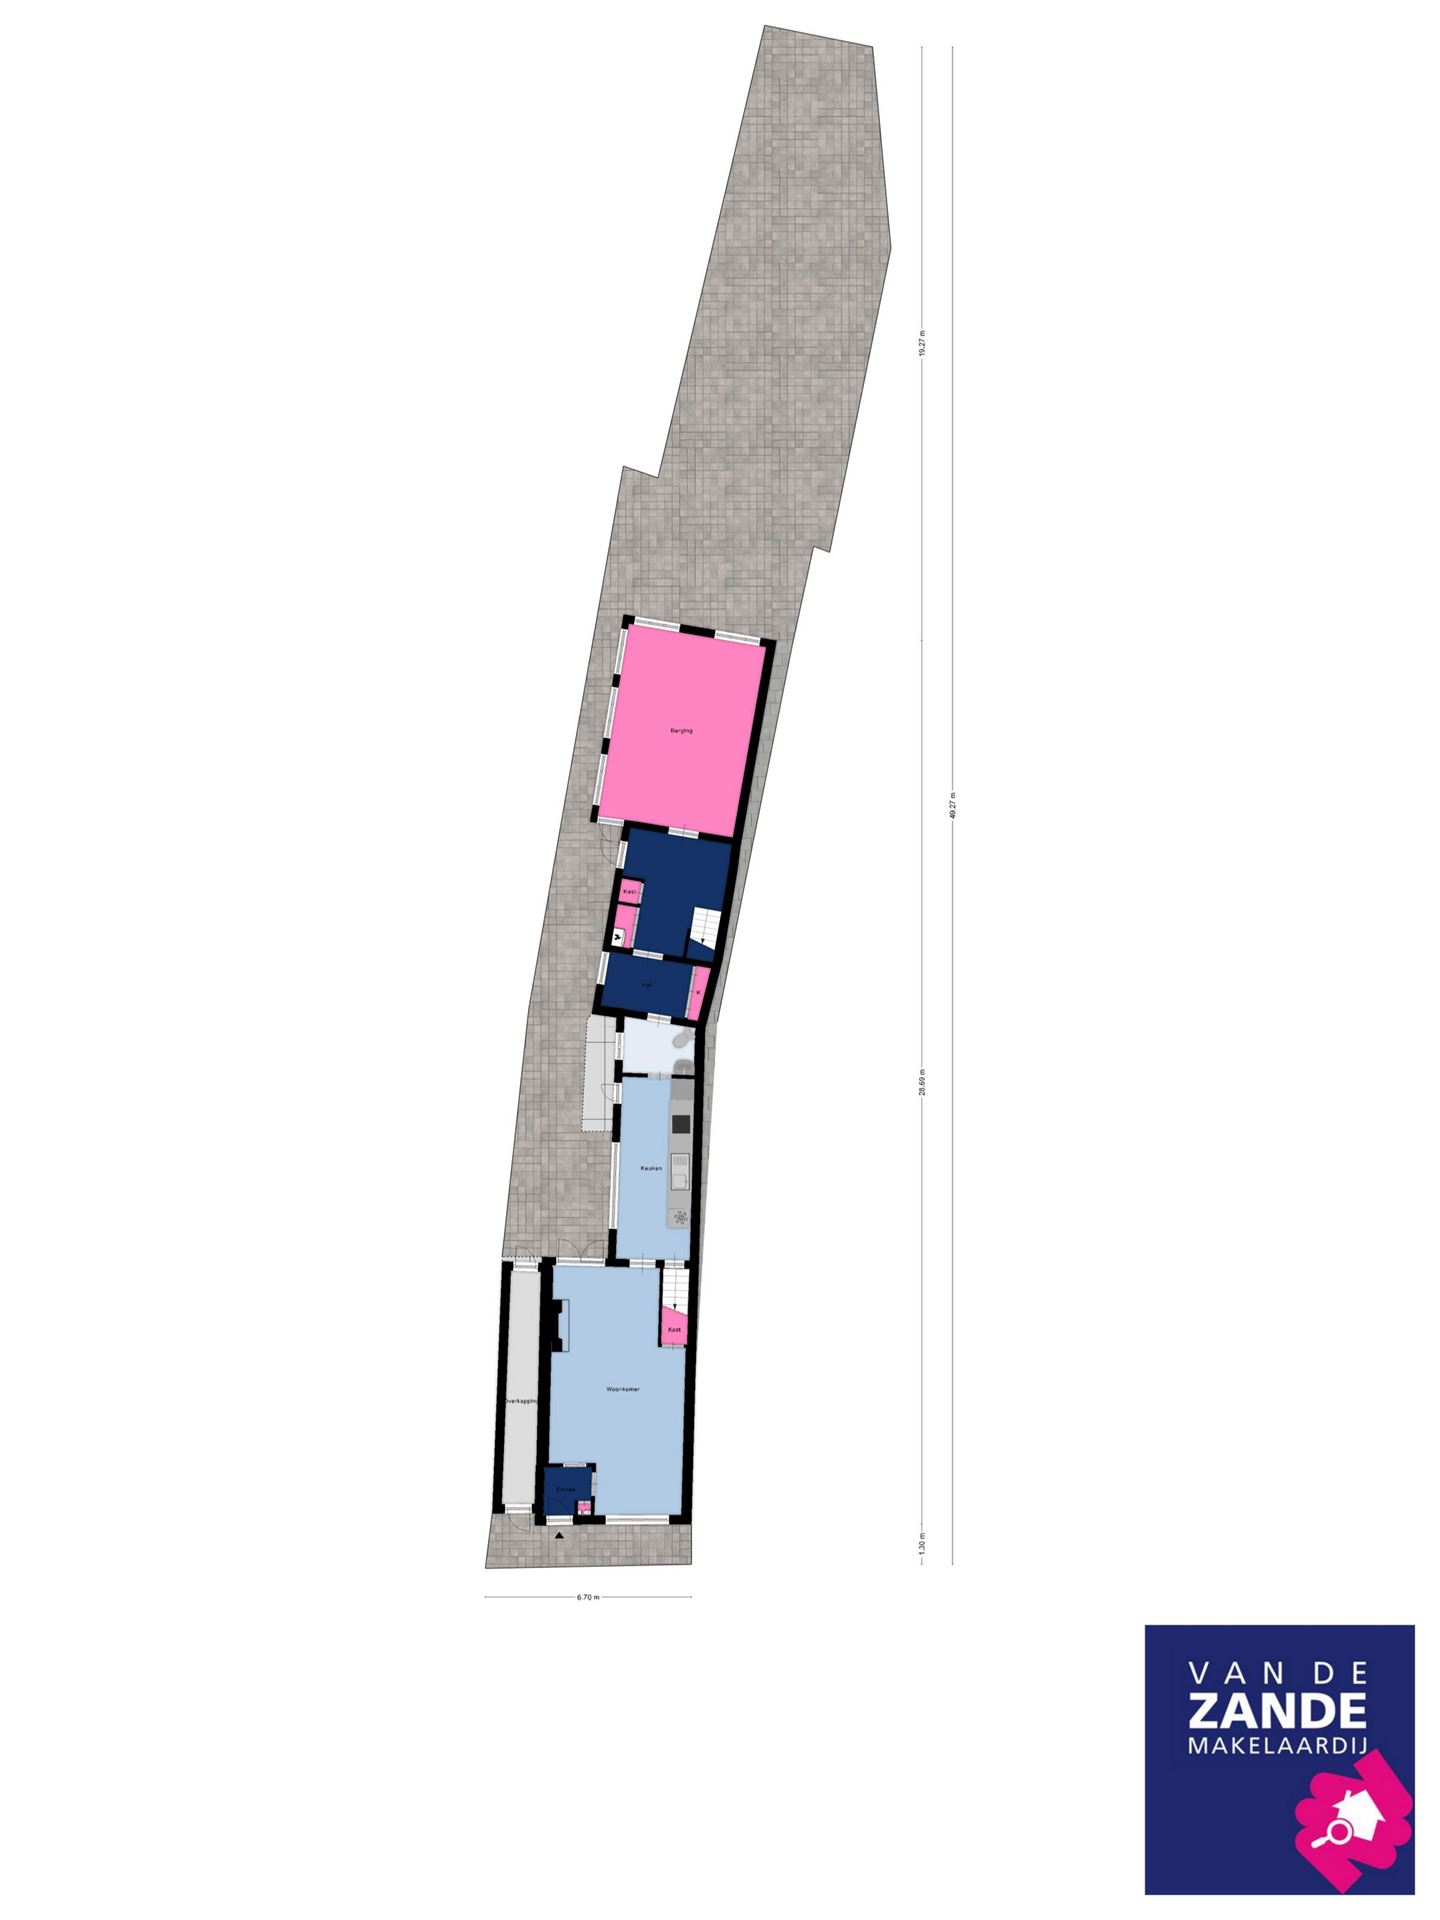 19.27 m
Berging
49.27 m
Kast
Hal
K
28.69 m
Keuken
Kast
Woonkamer
Overkapping
Entree
1.30 m
6.70 m
VAN DE
ZANDE
MAKELAARDIJ